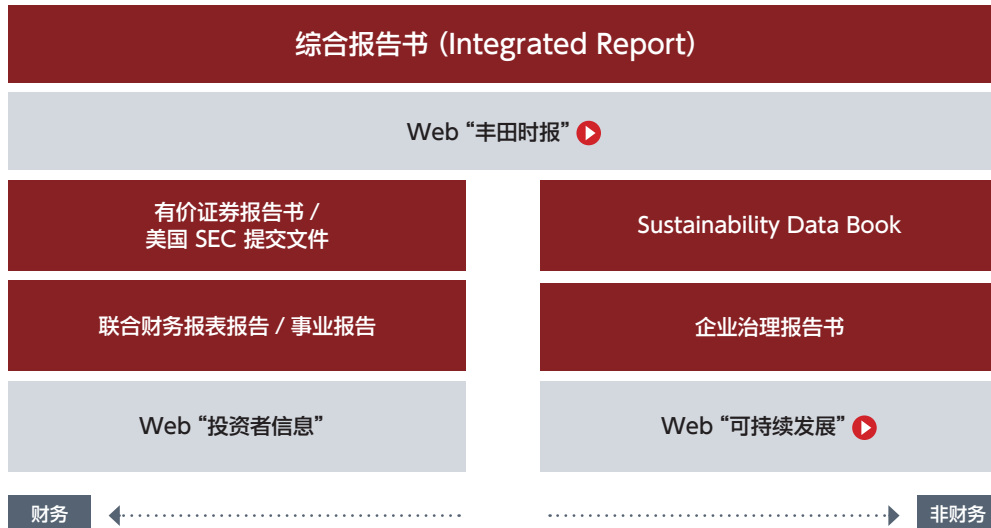 综合报告书 (Integrated Report)
Web “丰田时报”
有价证券报告书 /
美国 SEC 提交文件
Sustainability Data Book
联合财务报表报告 / 事业报告
企业治理报告书
Web “投资者信息”
Web “可持续发展”
财务
非财务